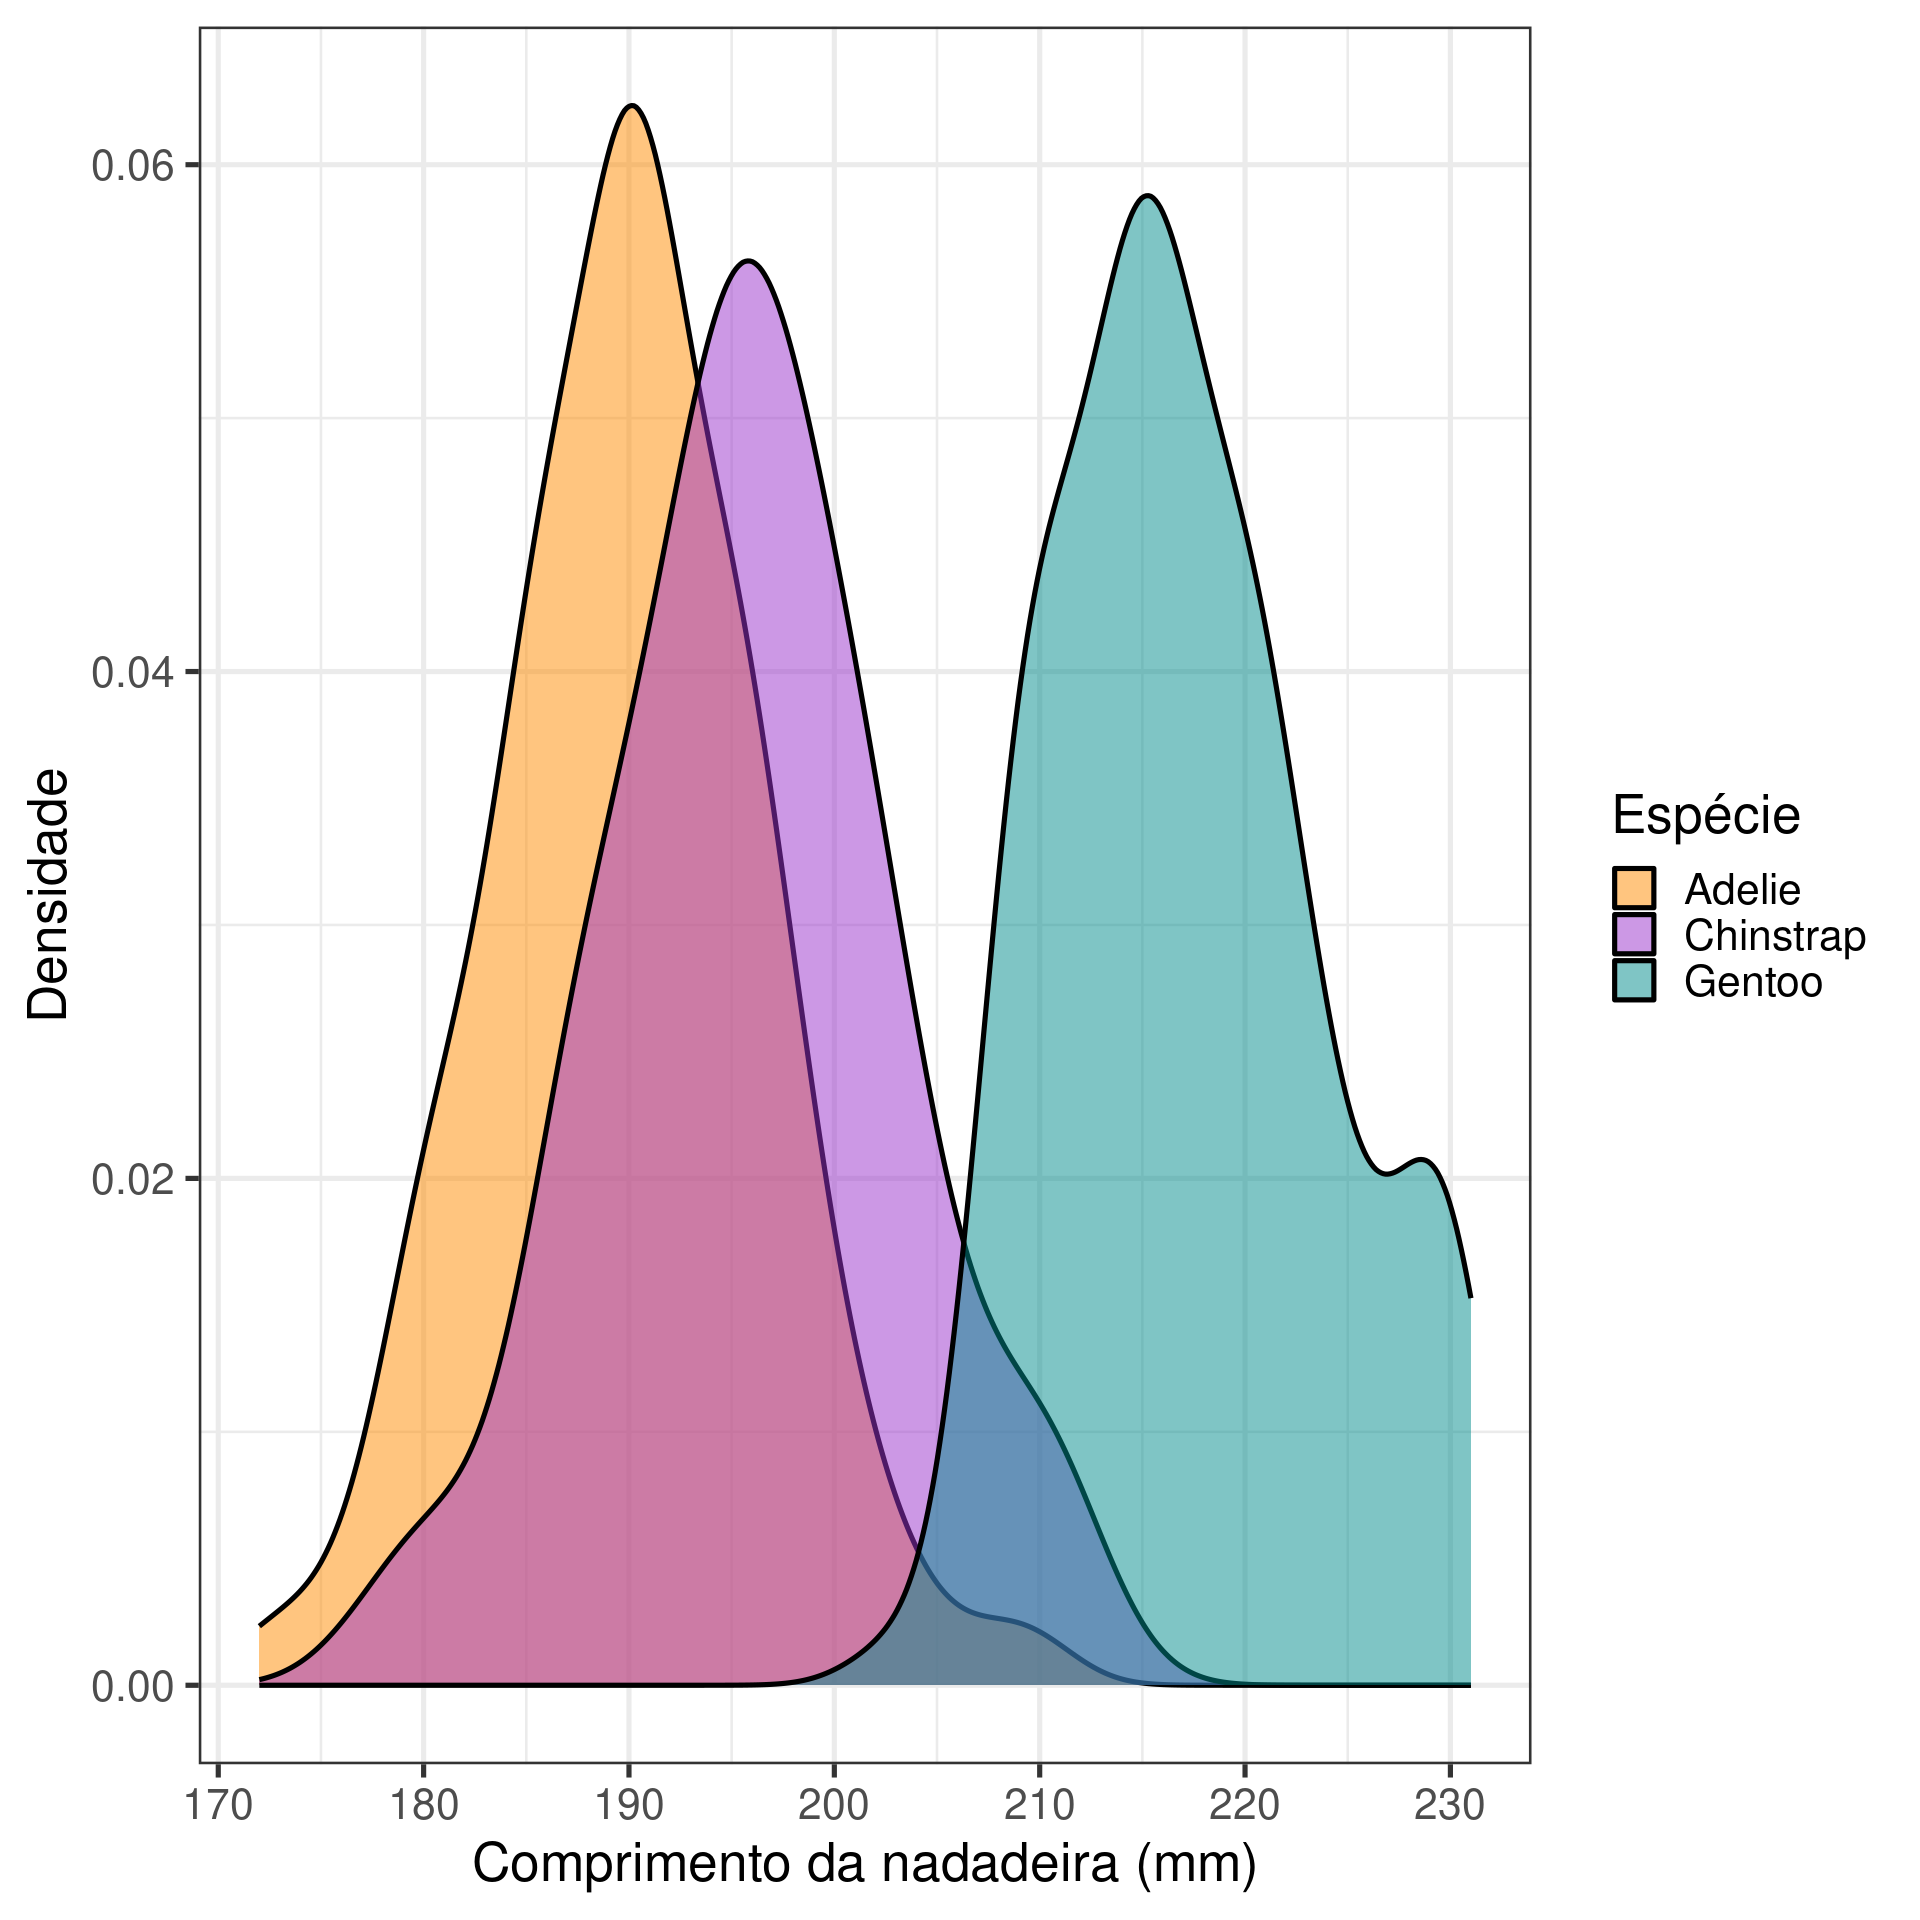 Densidade
0.06
0.04
0.02
0.00
170 180 190 200 210 220 230
Comprimento da nadadeira (mm)
Espécie
Adelie
Chinstrap
Gentoo